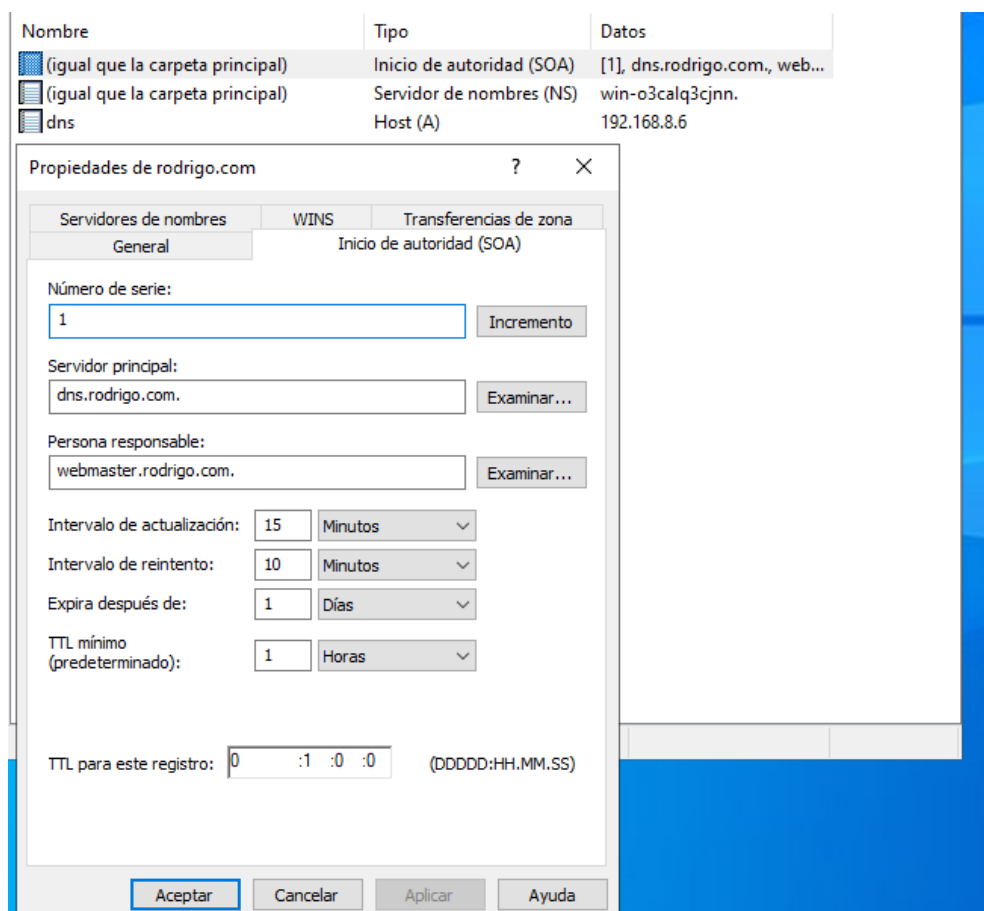 Nombre Tipo Datos
(igual que la carpeta principal) Inicio de autoridad (SOA) [1], dns.rodrigo.com., web...
(igual que la carpeta principal) Servidor de nombres (NS) win-o3calq3cjnn.
dns Host (A) 192.168.8.6
Propiedades de rodrigo.com ? ×
Servidores de nombres WINS Transferencias de zona
General Inicio de autoridad (SOA)
Número de serie:
1 Incremento
Servidor principal:
dns.rodrigo.com. Examinar...
Persona responsable:
webmaster.rodrigo.com. Examinar...
Intervalo de actualización: 15 Minutos
Intervalo de reintento: 10 Minutos
Expira después de: 1 Días
TTL mínimo
(predeterminado): 1 Horas
TTL para este registro: 0 :1 :0 :0 (DDDDD:HH.MM.SS)
Aceptar Cancelar Aplicar Ayuda